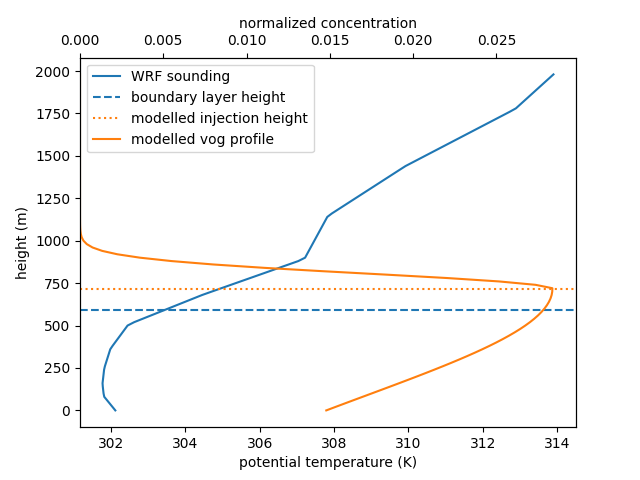 normalized concentration
0.000 0.005 0.010 0.015 0.020 0.025
WRF sounding
boundary layer height
modelled injection height
modelled vog profile
height (m)
2000
1750
1500
1250
1000
750
500
250
0
302 304 306 308 310 312 314
potential temperature (K)